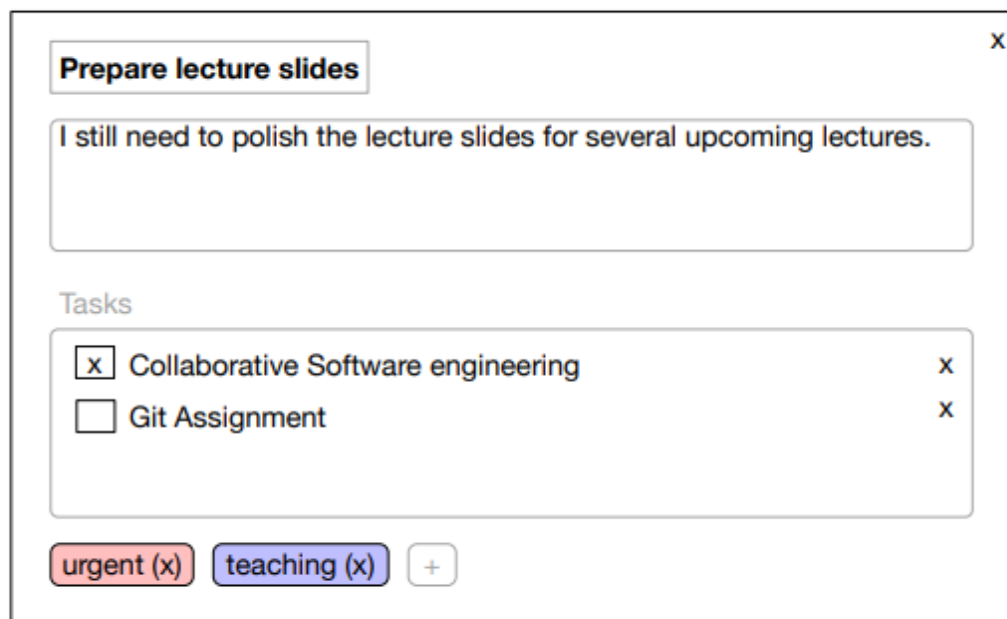 x
Prepare lecture slides
I still need to polish the lecture slides for several upcoming lectures.
Tasks
x Collaborative Software engineering x
Git Assignment x
urgent (x) teaching (x) +